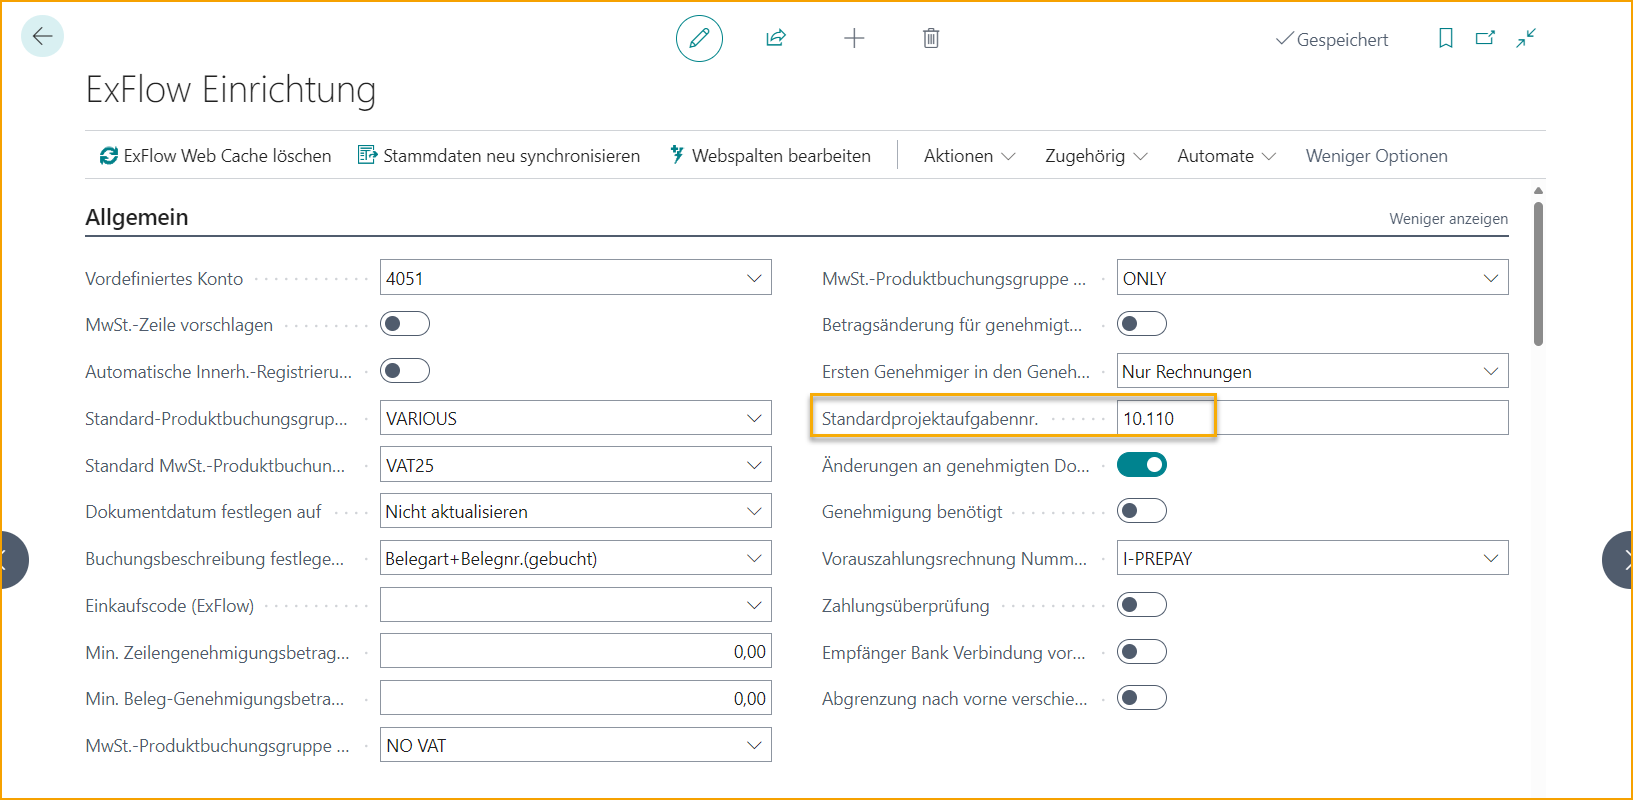 Gespeichert
ExFlow Einrichtung
ExFlow Web Cache löschen Stammdaten neu synchronisieren Webspalten bearbeiten Aktionen Zugehörig Automate Weniger Optionen
Allgemein Weniger anzeigen
Vordefiniertes Konto 4051
MwSt.-Zeile vorschlagen
Automatische Innerh.-Registrieru...
Standard-Produktbuchungsgrup... VARIOUS
Standard MwSt.-Produktbuchun... VAT25
Dokumentdatum festlegen auf Nicht aktualisieren
Buchungsbeschreibung festlege... Belegart+Belegnr.(gebucht)
Einkaufscode (ExFlow)
Min. Zeilengenehmigungsbetrag... 0,00
Min. Beleg-Genehmigungsbetra... 0,00
MwSt.-Produktbuchungsgruppe ... NO VAT
MwSt.-Produktbuchungsgruppe ... ONLY
Betragsänderung für genehmigt...
Ersten Genehmiger in den Geneh... Nur Rechnungen
Standardprojektaufgabennr. 10.110
Änderungen an genehmigten Do...
Genehmigung benötigt
Vorauszahlungsrechnung Numm... I-PREPAY
Zahlungsüberprüfung
Empfänger Bank Verbindung vor...
Abgrenzung nach vorne verschie...